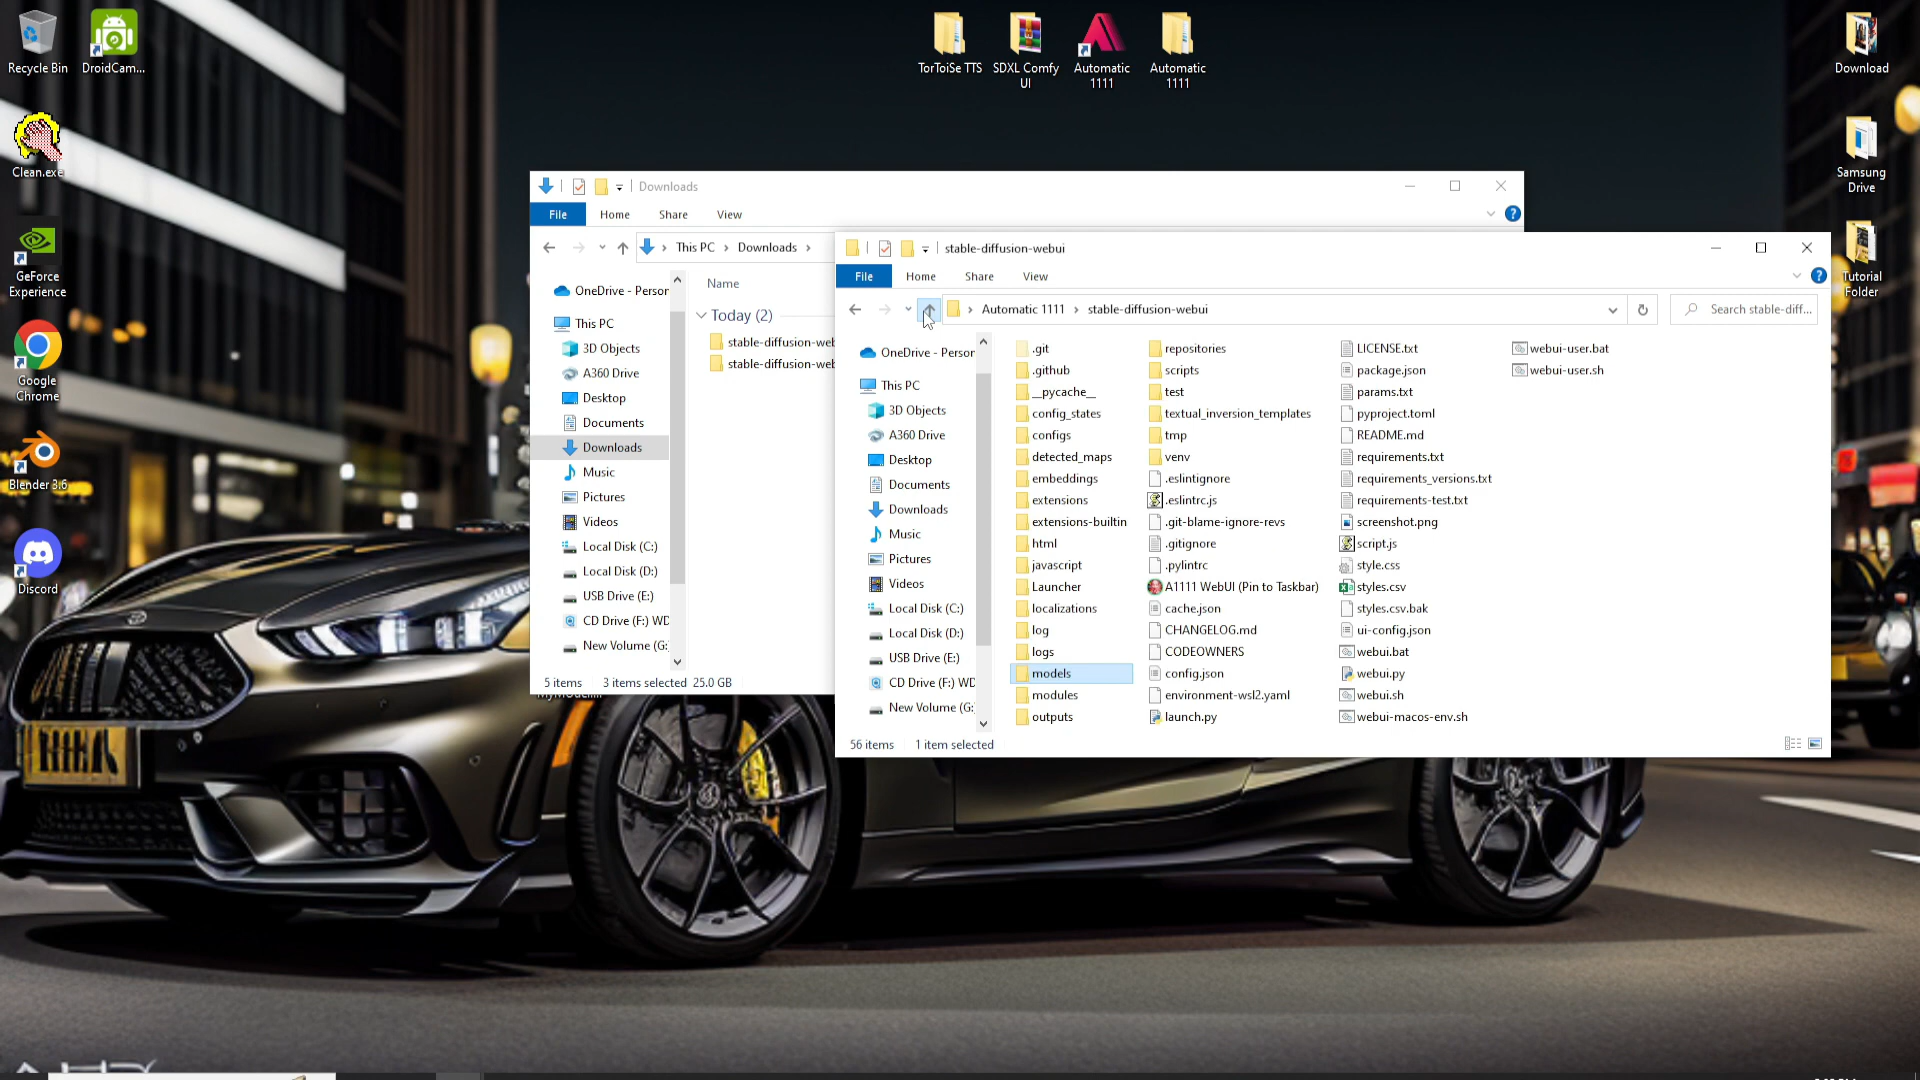 Recycle Bin
DroidCam...
Clean.exe
GeForce
Experience
Google
Chrome
Blender 3.6
Discord
TorToiSe TTS
SDXL Comfy
UI
Automatic
1111
Automatic
1111
Download
Samsung
Drive
Tutorial
Folder
Downloads
File
Home
Share
View
This PC
Downloads
Name
Today (2)
stable-diffusion-wel
stable-diffusion-wel
OneDrive - Person
This PC
3D Objects
A360 Drive
Desktop
Documents
Downloads
Music
Pictures
Videos
Local Disk (C:)
Local Disk (D:)
USB Drive (E:)
CD Drive (F:) WD
New Volume (G:
5 items
3 items selected 25.0 GB
stable-diffusion-webui
File
Home
Share
View
Automatic 1111
stable-diffusion-webui
Search stable-diff...
OneDrive - Person
This PC
3D Objects
A360 Drive
Desktop
Documents
Downloads
Music
Pictures
Videos
Local Disk (C:)
Local Disk (D:)
USB Drive (E:)
CD Drive (F:) WD
New Volume (G:
.git
.github
__pycache__
config_states
configs
detected_maps
embeddings
extensions
extensions-builtin
html
javascript
Launcher
localizations
log
logs
models
modules
outputs
repositories
scripts
test
textual_inversion_templates
tmp
venv
.eslintignore
.eslintrc.js
.git-blame-ignore-revs
.gitignore
.pylintrc
A1111 WebUI (Pin to Taskbar)
cache.json
CHANGELOG.md
CODEOWNERS
config.json
environment-wsl2.yaml
launch.py
LICENSE.txt
package.json
params.txt
pyproject.toml
README.md
requirements.txt
requirements_versions.txt
requirements-test.txt
screenshot.png
script.js
style.css
styles.csv
styles.csv.bak
ui-config.json
webui.bat
webui.py
webui.sh
webui-macos-env.sh
webui-user.bat
webui-user.sh
56 items
1 item selected